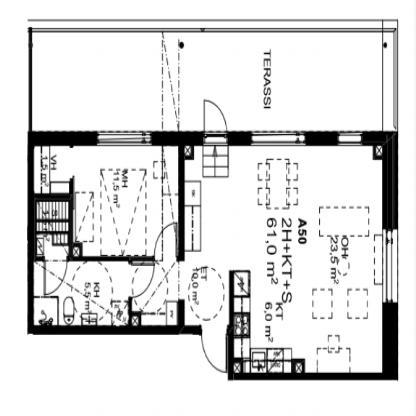 TERASSI
A50
2H+KT+S
61,0 m²
OH
23,5 m²
KT
6,0 m²
ET
10,0 m²
MH
11,5 m²
VH
1,5 m²
KH
5,5 m²
S